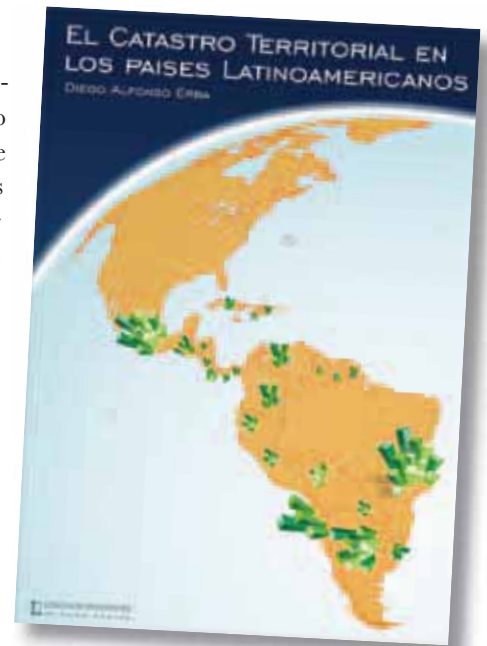 EL CATASTRO TERRITORIAL EN
LOS PAISES LATINOAMERICANOS
DIEGO ALFONSO ERBA